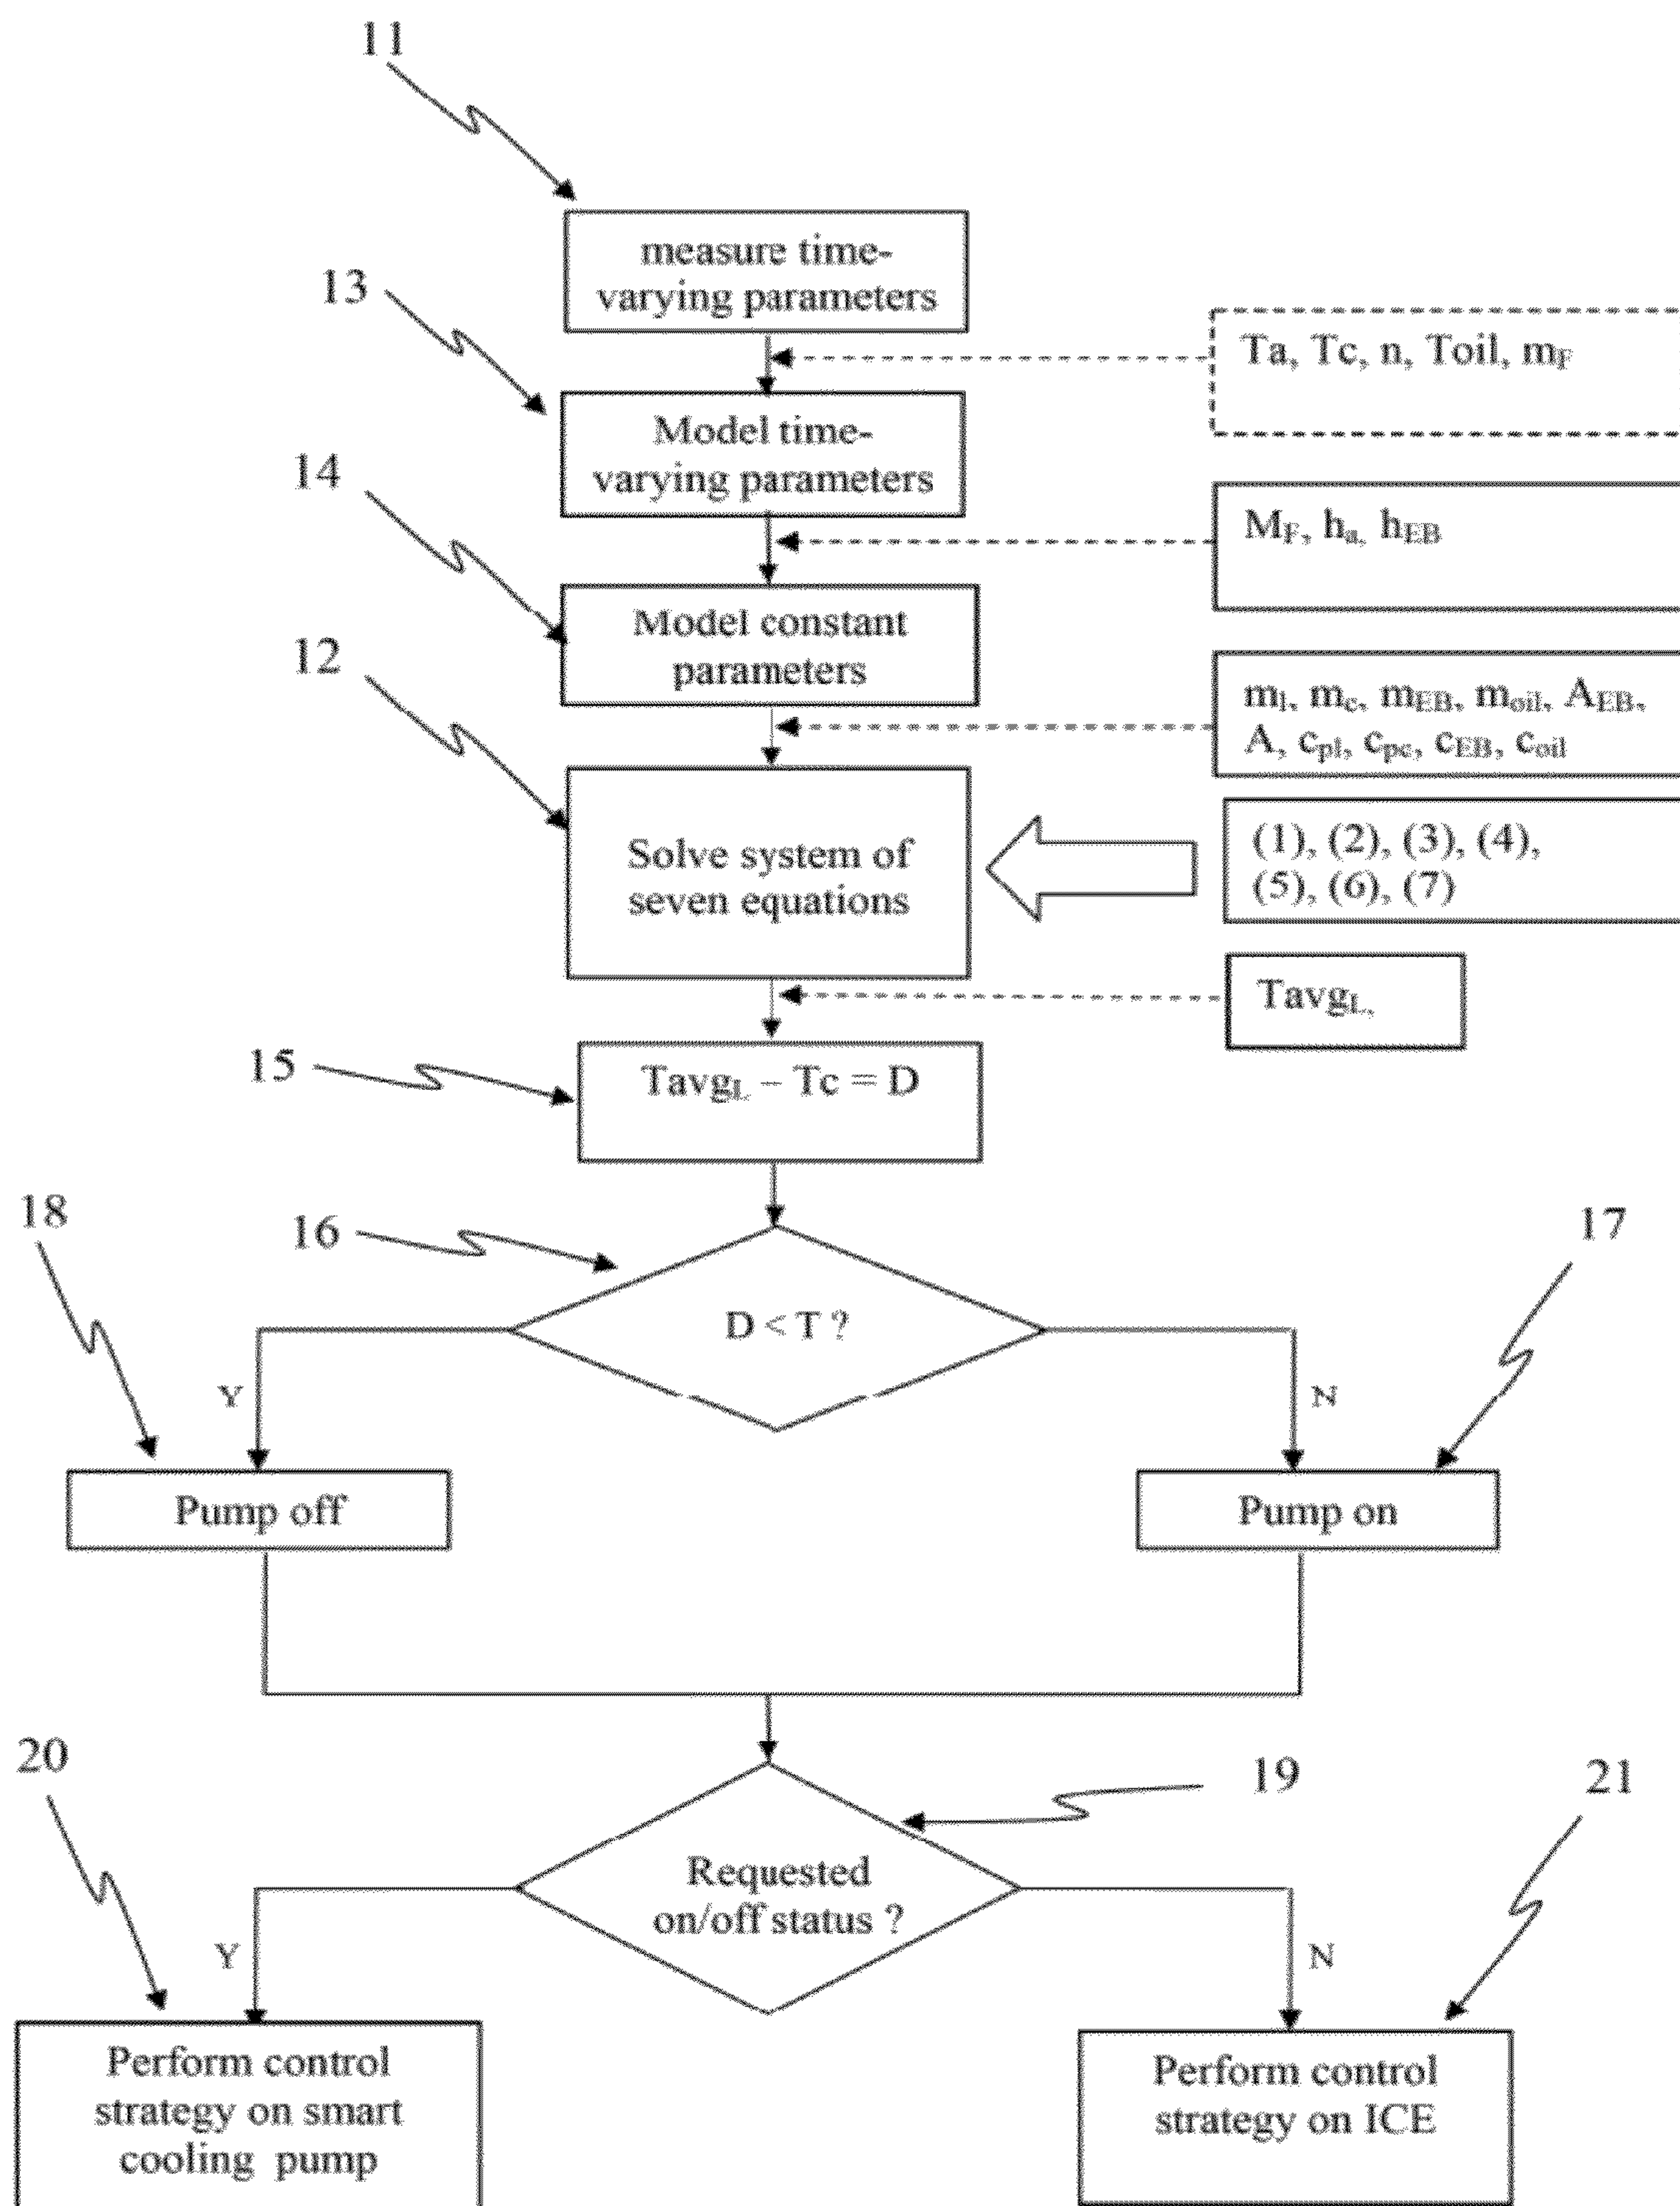 11
measure time-
varying parameters
13
Ta, Tc, n, Toil, mF
Model time-
varying parameters
14
MF, ha, hEB
Model constant
parameters
12
ml, mc, mEB, moil, AEB,
A, cpl, cpc, cEB, coil
Solve system of
seven equations
(1), (2), (3), (4),
(5), (6), (7)
TavgL,
15
TavgL – Tc = D
18
16
17
D < T ?
Y
N
Pump off
Pump on
20
19
21
Requested
on/off status ?
Y
N
Perform control
strategy on smart
cooling pump
Perform control
strategy on ICE